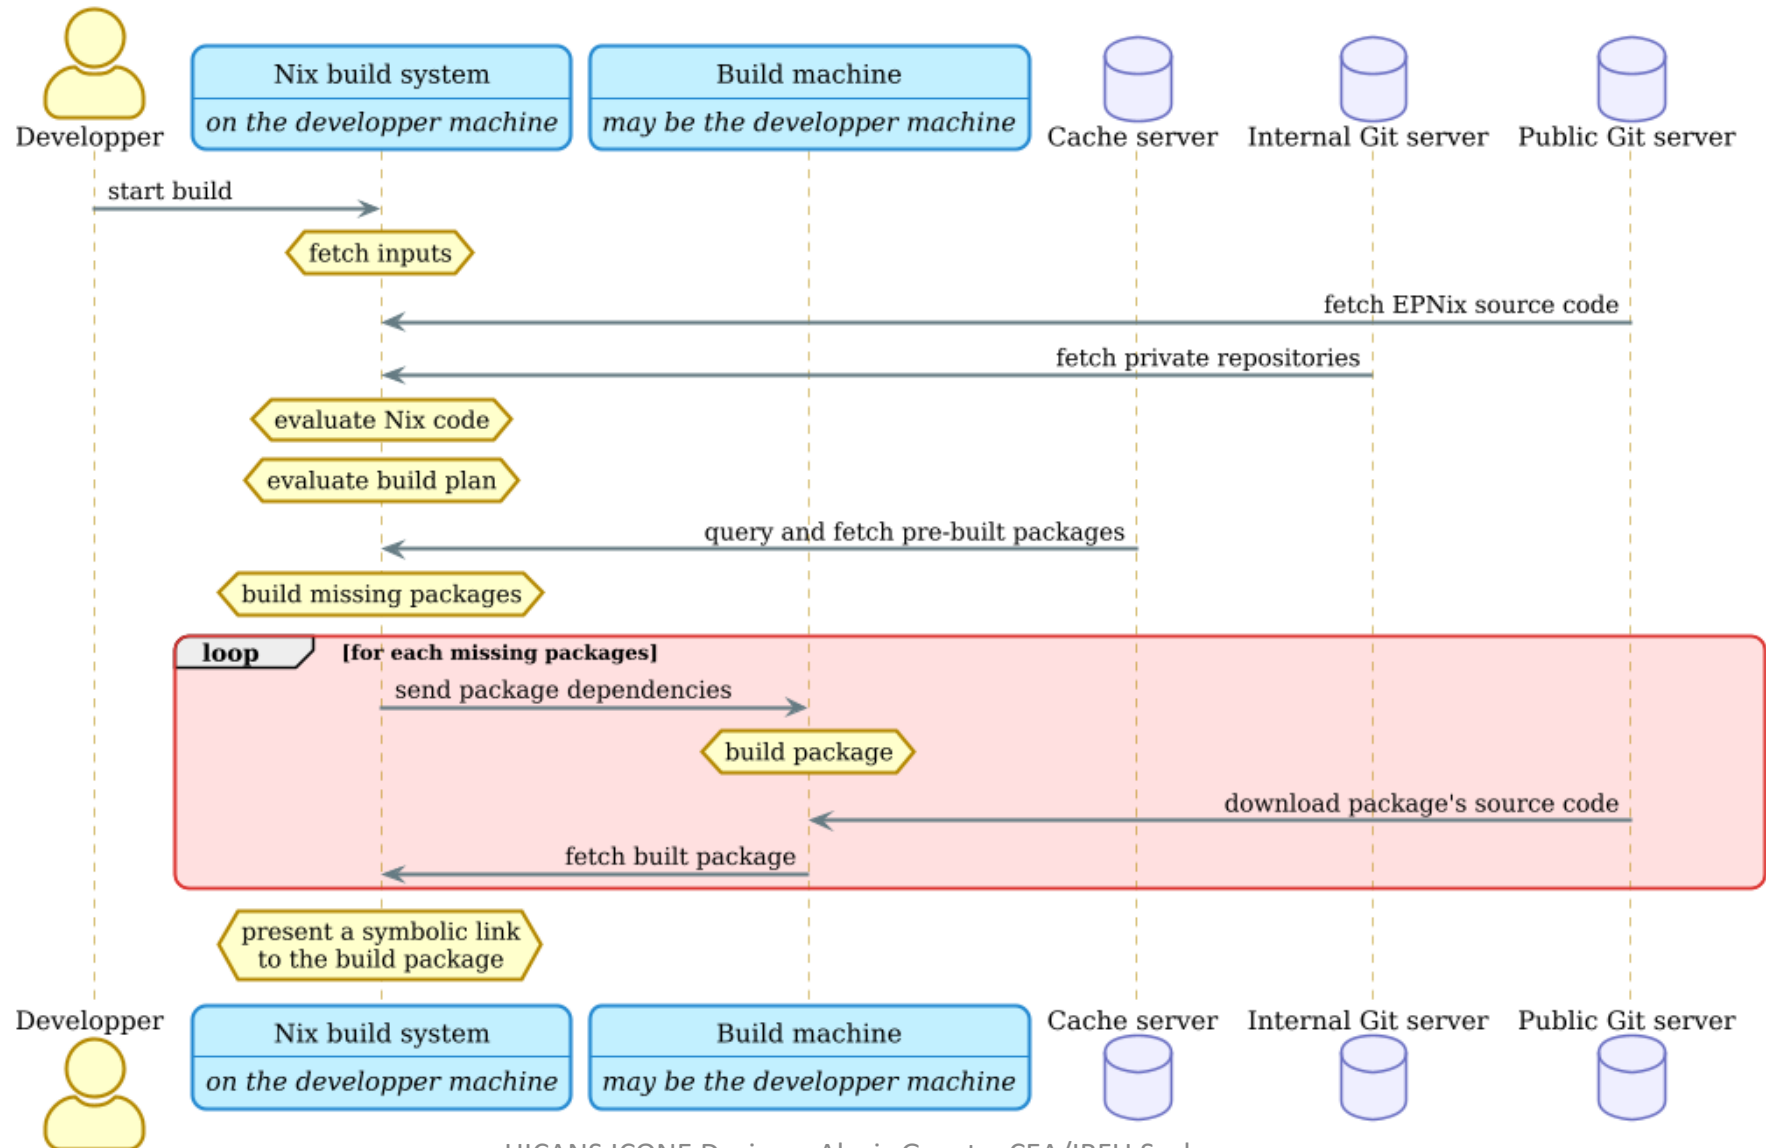 Developper
Nix build system
on the developper machine
Build machine
may be the developper machine
Cache server
Internal Git server
Public Git server
start build
fetch inputs
fetch EPNix source code
fetch private repositories
evaluate Nix code
evaluate build plan
query and fetch pre-built packages
build missing packages
loop
[for each missing packages]
send package dependencies
build package
download package's source code
fetch built package
present a symbolic link
to the build package
Developper
Nix build system
on the developper machine
Build machine
may be the developper machine
Cache server
Internal Git server
Public Git server